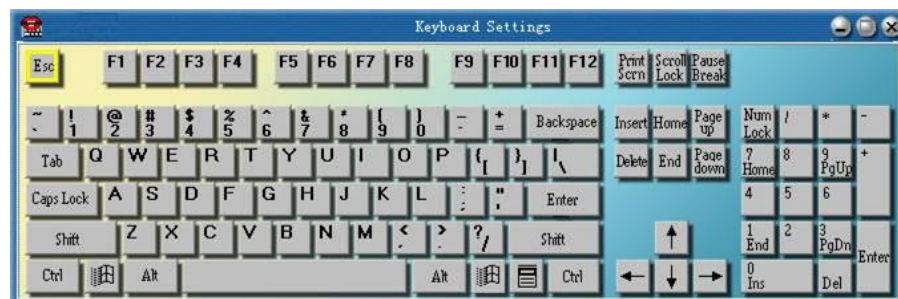 Keyboard Settings
Esc F1 F2 F3 F4 F5 F6 F7 F8 F9 F10 F11 F12 Print Scrn Scroll Lock Pause Break
~ ` ! 1 @ 2 # 3 $ 4 % 5 ^ 6 & 7 * 8 ( 9 ) 0 - + = Backspace Insert Home Page up Num Lock / * -
Tab Q W E R T Y U I O P { [ } ] | \ Delete End Page down 7 Home 8 9 PgUp +
Caps Lock A S D F G H J K L : ; " ' Enter 4 5 6
Shift Z X C V B N M < , > . ? / Shift ↑ 1 End 2 3 PgDn Enter
Ctrl Alt Alt Ctrl ← ↓ → 0 Ins Del